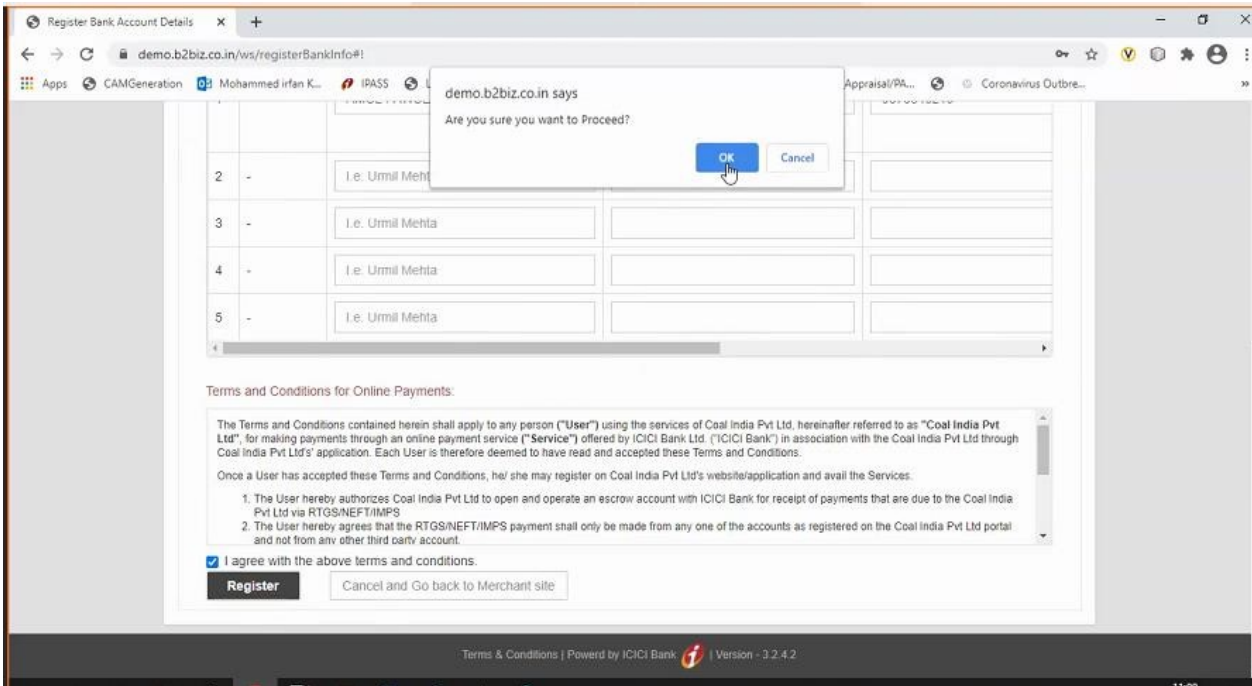 Register Bank Account Details
demo.b2biz.co.in/ws/registerBankInfo#!
Apps CAMGeneration Mohammed irfan K... IPASS Appraisal/PA... Coronavirus Outbre...
demo.b2biz.co.in says
Are you sure you want to Proceed?
OK Cancel
2 - I.e. Urmil Meht
3 - I.e. Urmil Mehta
4 - I.e. Urmil Mehta
5 - I.e. Urmil Mehta
Terms and Conditions for Online Payments:
The Terms and Conditions contained herein shall apply to any person ("User") using the services of Coal India Pvt Ltd, hereinafter referred to as "Coal India Pvt
Ltd", for making payments through an online payment service ("Service") offered by ICICI Bank Ltd. ("ICICI Bank") in association with the Coal India Pvt Ltd through
Coal India Pvt Ltd's' application. Each User is therefore deemed to have read and accepted these Terms and Conditions.
Once a User has accepted these Terms and Conditions, he/ she may register on Coal India Pvt Ltd's website/application and avail the Services.
1. The User hereby authorizes Coal India Pvt Ltd to open and operate an escrow account with ICICI Bank for receipt of payments that are due to the Coal India
Pvt Ltd via RTGS/NEFT/IMPS
2. The User hereby agrees that the RTGS/NEFT/IMPS payment shall only be made from any one of the accounts as registered on the Coal India Pvt Ltd portal
and not from any other third party account.
I agree with the above terms and conditions.
Register Cancel and Go back to Merchant site
Terms & Conditions | Powerd by ICICI Bank | Version - 3.2.4.2